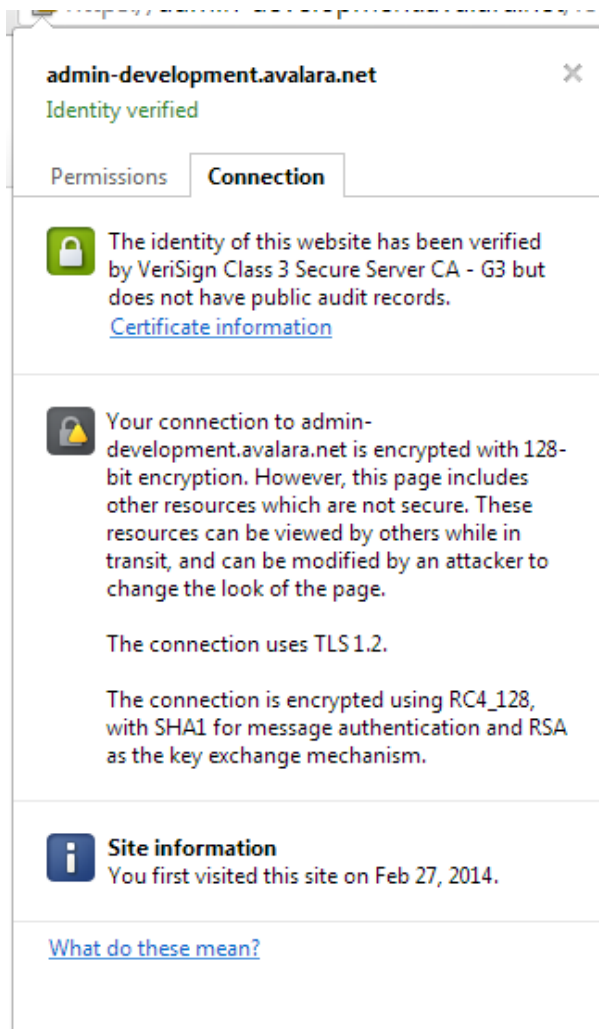 admin-development.avalara.net
Identity verified
Permissions Connection
The identity of this website has been verified
by VeriSign Class 3 Secure Server CA - G3 but
does not have public audit records.
Certificate information
Your connection to admin-
development.avalara.net is encrypted with 128-
bit encryption. However, this page includes
other resources which are not secure. These
resources can be viewed by others while in
transit, and can be modified by an attacker to
change the look of the page.
The connection uses TLS 1.2.
The connection is encrypted using RC4_128,
with SHA1 for message authentication and RSA
as the key exchange mechanism.
Site information
You first visited this site on Feb 27, 2014.
What do these mean?